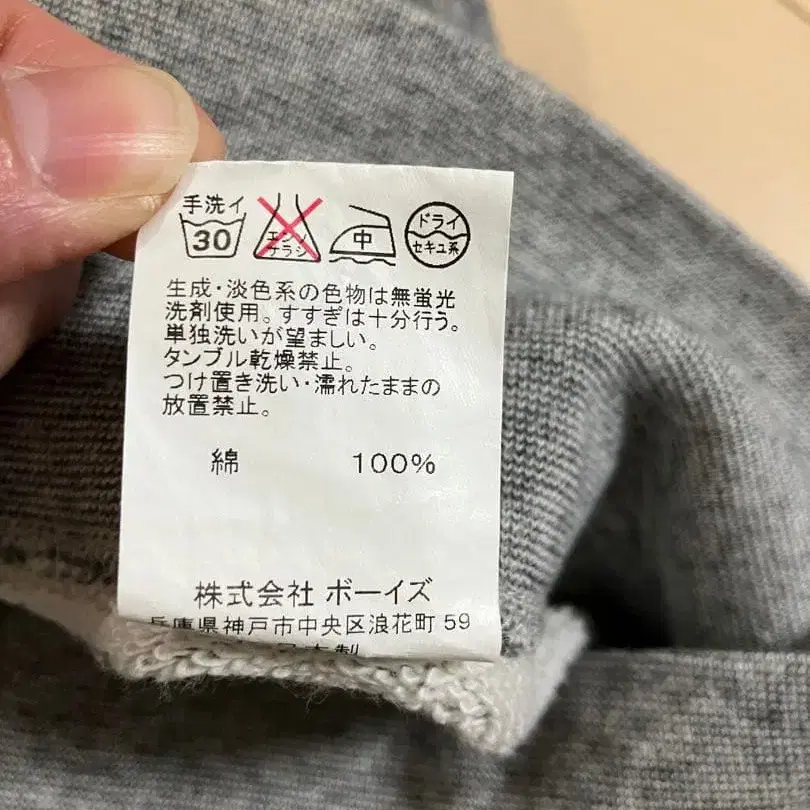 手洗イ
30
エンソ
サラシ
中
ドライ
セキユ系
生成・淡色系の色物は無蛍光
洗剤使用。すすぎは十分行う。
単独洗いが望ましい。
タンブル乾燥禁止。
つけ置き洗い・濡れたままの
放置禁止。
綿 100%
株式会社 ボーイズ
兵庫県神戸市中央区浪花町 59